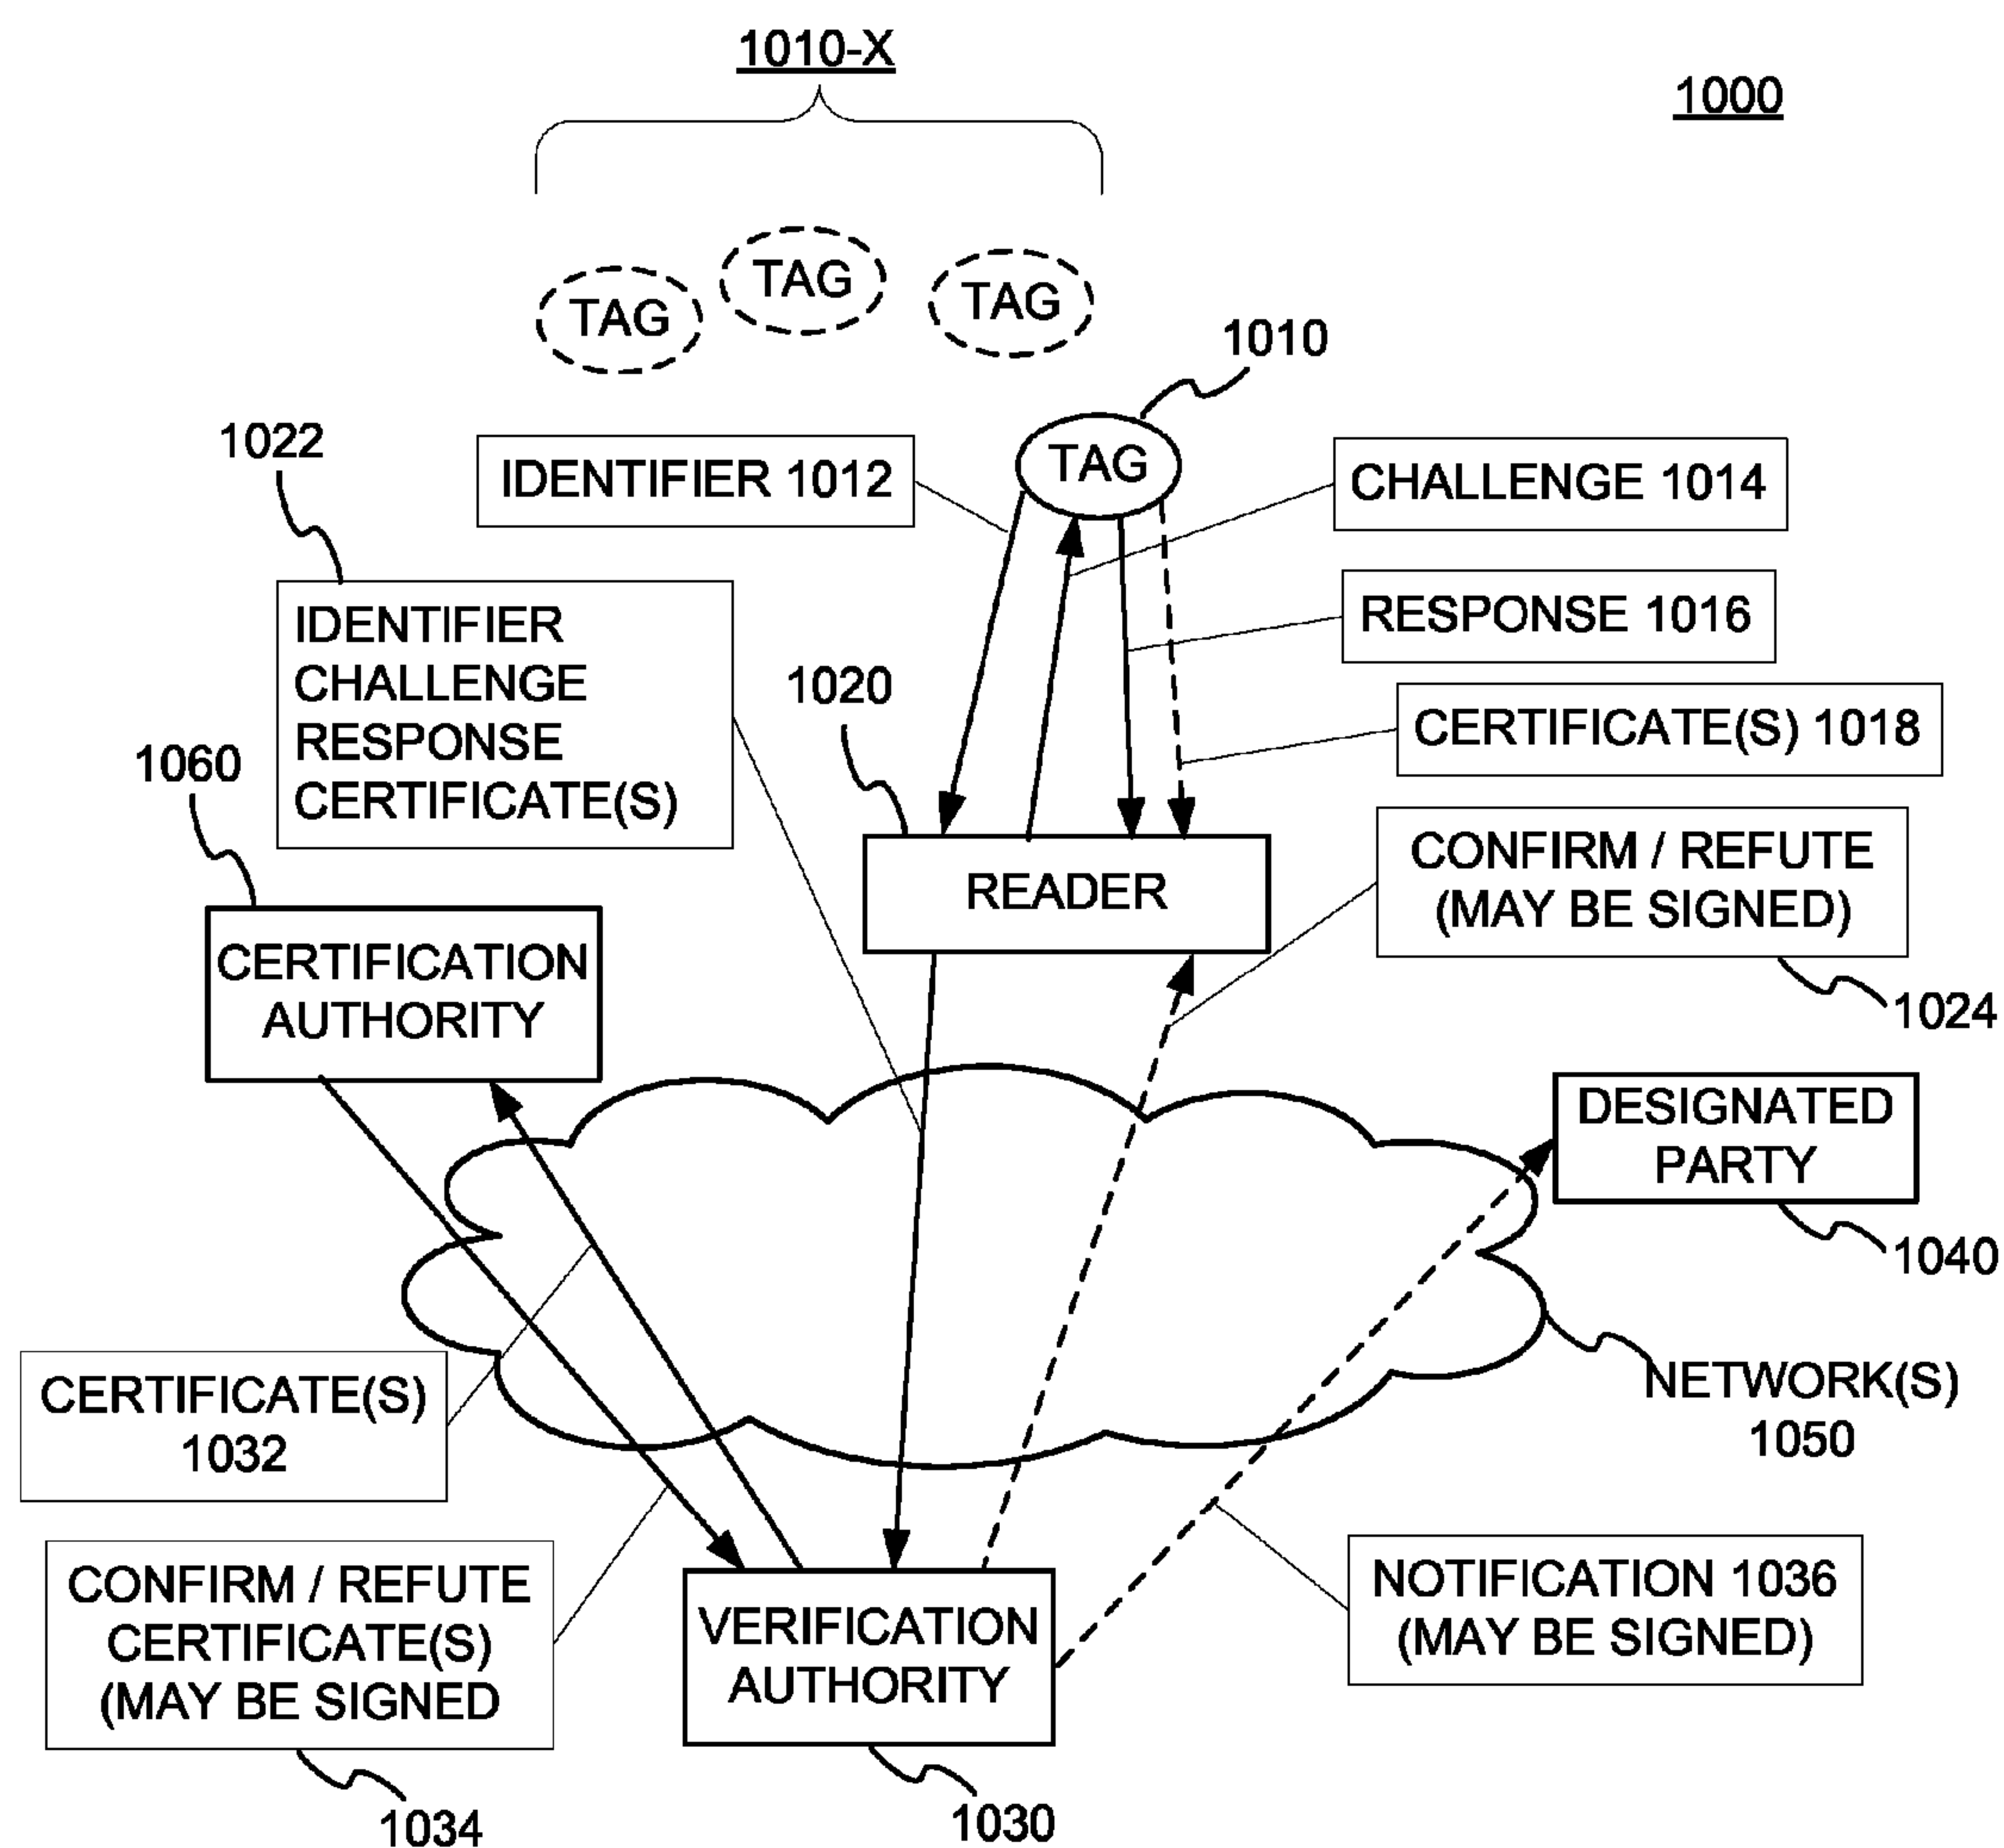 1010-X
1000
TAG
TAG
TAG
1010
TAG
1022
IDENTIFIER 1012
CHALLENGE 1014
IDENTIFIER
CHALLENGE
RESPONSE
CERTIFICATE(S)
RESPONSE 1016
1020
CERTIFICATE(S) 1018
1060
READER
CONFIRM / REFUTE
(MAY BE SIGNED)
1024
CERTIFICATION
AUTHORITY
DESIGNATED
PARTY
1040
NETWORK(S)
1050
CERTIFICATE(S)
1032
CONFIRM / REFUTE
CERTIFICATE(S)
(MAY BE SIGNED
1034
VERIFICATION
AUTHORITY
1030
NOTIFICATION 1036
(MAY BE SIGNED)